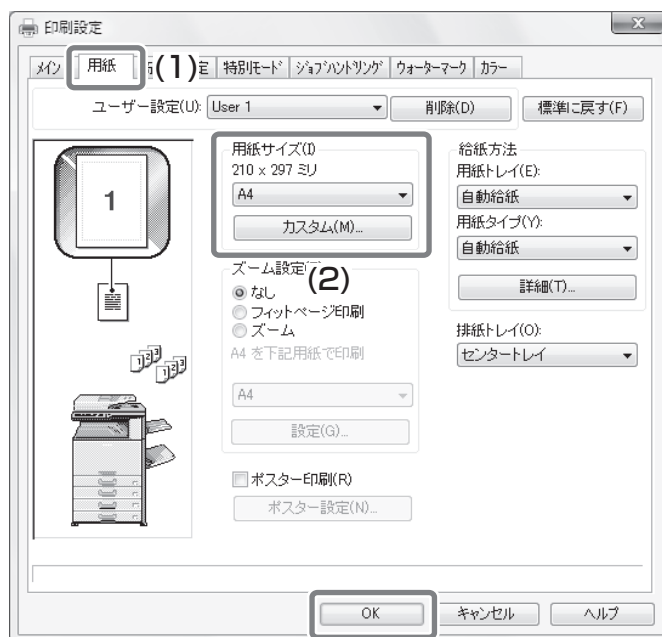 印刷設定
メイン 用紙 (1) 定 特別モード ジョブハンドリング ウォーターマーク カラー
ユーザー設定(U): User 1 削除(D) 標準に戻す(F)
用紙サイズ(I)
210 x 297 ミリ
A4
カスタム(M)...
給紙方法
用紙トレイ(E):
自動給紙
用紙タイプ(Y):
自動給紙
詳細(T)...
ズーム設定 (2)
なし
フィットページ印刷
ズーム
A4 を下記用紙で印刷
A4
設定(G)...
排紙トレイ(O):
センタートレイ
ポスター印刷(R)
ポスター設定(N)...
1
1 2 3
1 2 3
OK キャンセル ヘルプ